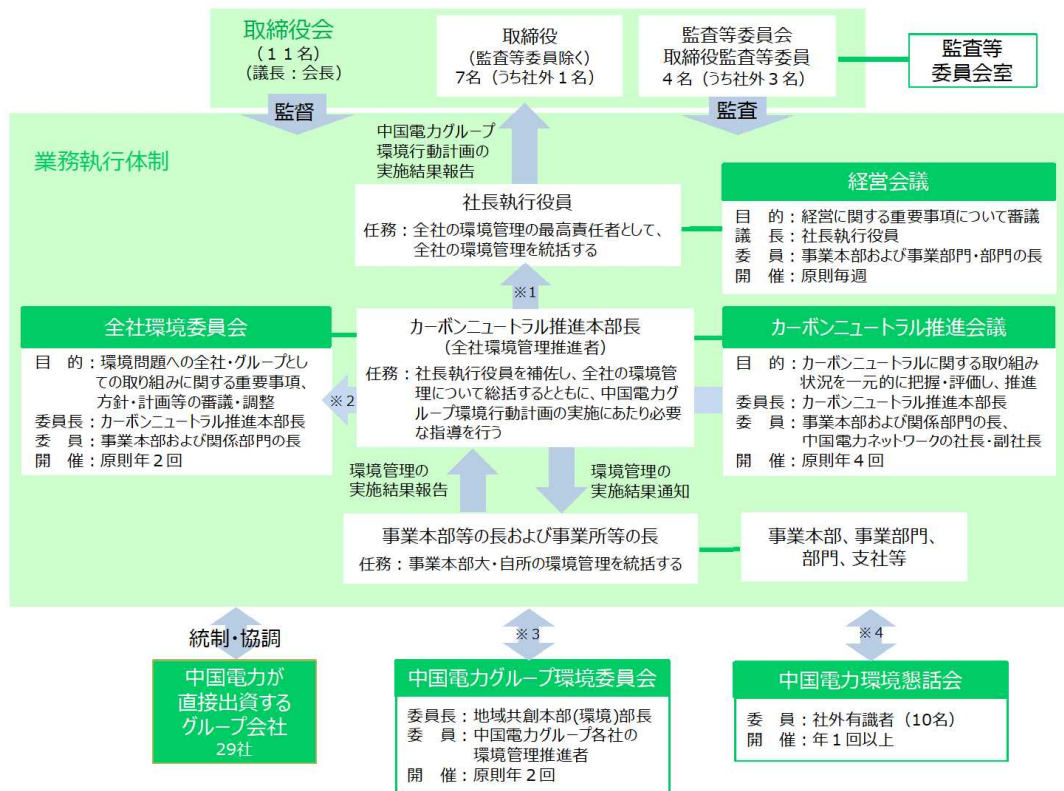 取締役会
（１１名）
（議長：会長）
取締役
(監査等委員除く)
7名（うち社外１名）
監査等委員会
取締役監査等委員
４名（うち社外３名）
監査等
委員会室
監督
監査
業務執行体制
中国電力グループ
環境行動計画の
実施結果報告
社長執行役員
任務：全社の環境管理の最高責任者として、
全社の環境管理を統括する
経営会議
目　的：経営に関する重要事項について審議
議　長：社長執行役員
委　員：事業本部および事業部門・部門の長
開　催：原則毎週
※1
全社環境委員会
目　的：環境問題への全社・グループとし
ての取り組みに関する重要事項、
方針・計画等の審議・調整
委員長：カーボンニュートラル推進本部長
委　員：事業本部および関係部門の長
開　催：原則年２回
※2
カーボンニュートラル推進本部長
（全社環境管理推進者）
任務：社長執行役員を補佐し、全社の環境管
理について総括するとともに、中国電力グ
ループ環境行動計画の実施にあたり必要
な指導を行う
カーボンニュートラル推進会議
目　的：カーボンニュートラルに関する取り組み
状況を一元的に把握・評価し、推進
委員長：カーボンニュートラル推進本部長
委　員：事業本部および関係部門の長、
中国電力ネットワークの社長・副社長
開　催：原則年４回
環境管理の
実施結果報告
環境管理の
実施結果通知
事業本部等の長および事業所等の長
任務：事業本部大・自所の環境管理を統括する
事業本部、事業部門、
部門、支社等
統制・協調
※３
※４
中国電力が
直接出資する
グループ会社
29社
中国電力グループ環境委員会
委員長：地域共創本部(環境)部長
委　員：中国電力グループ各社の
環境管理推進者
開　催：原則年２回
中国電力環境懇話会
委　員：社外有識者（10名）
開　催：年１回以上